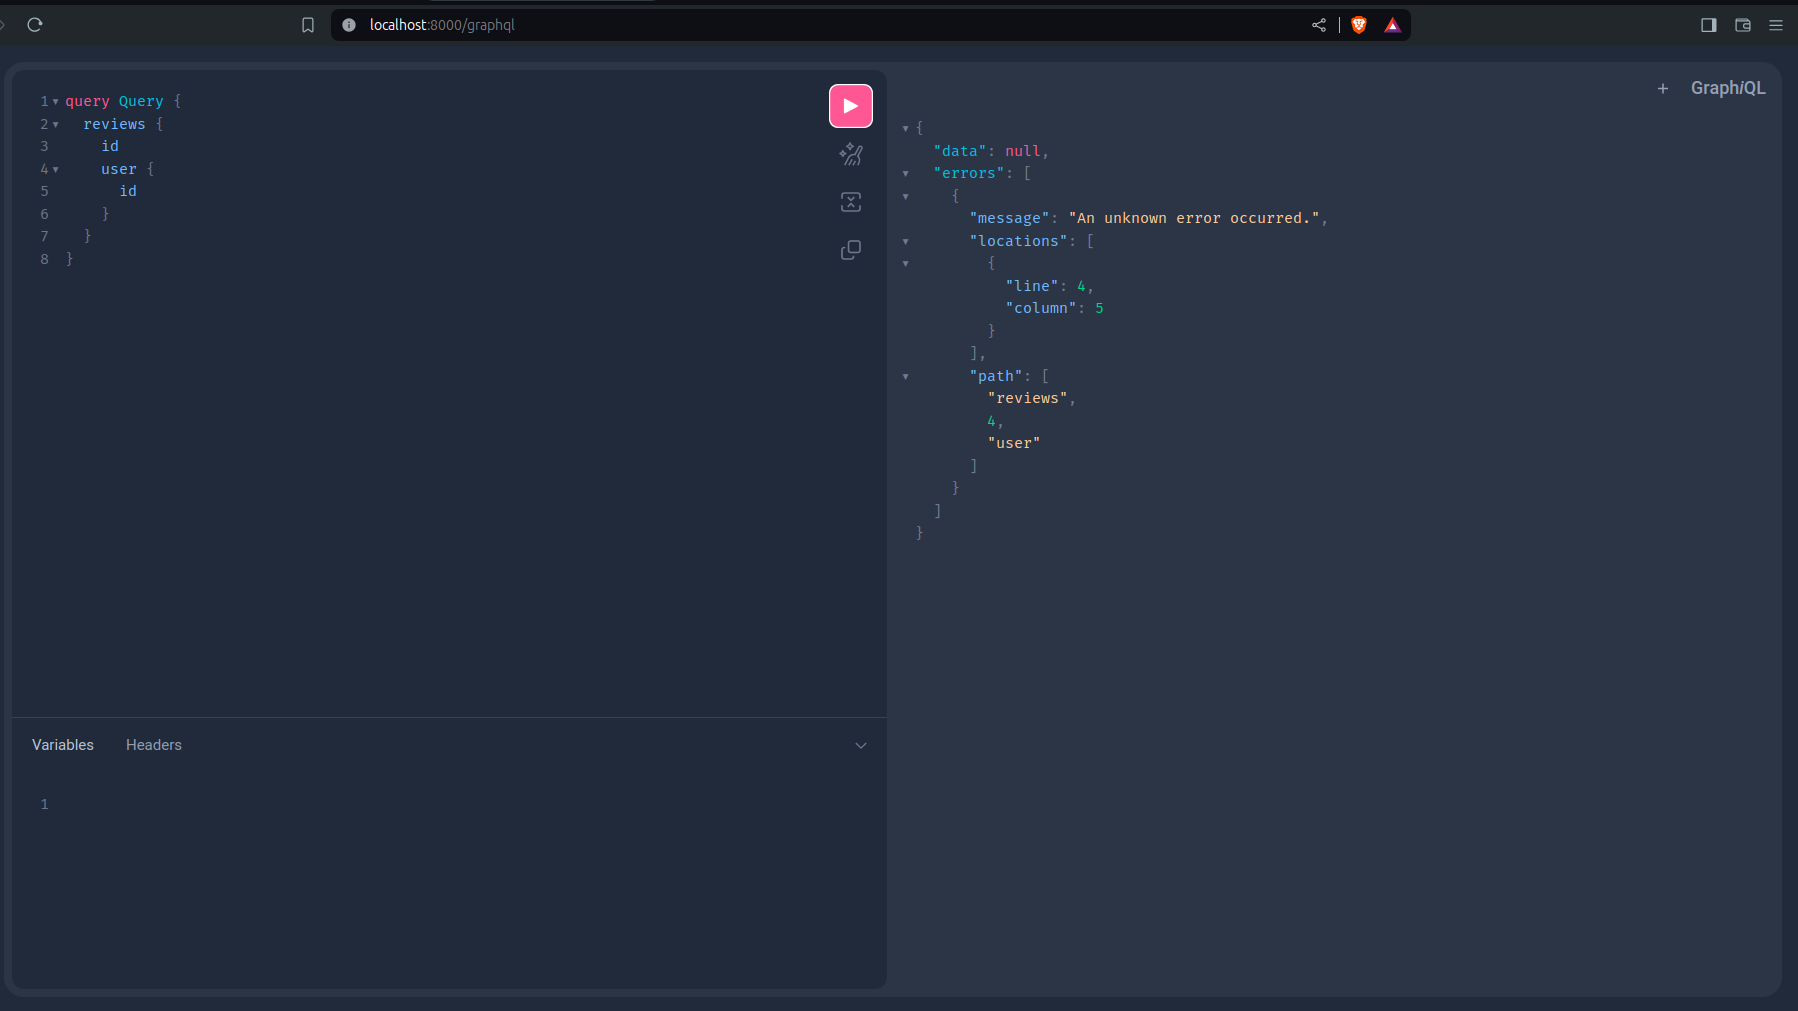 localhost:8000/graphql
GraphiQL
1 query Query {
2 reviews {
3 id
4 user {
5 id
6 }
7 }
8 }
{
"data": null,
"errors": [
{
"message": "An unknown error occurred.",
"locations": [
{
"line": 4,
"column": 5
}
],
"path": [
"reviews",
4,
"user"
]
}
]
}
Variables Headers
1